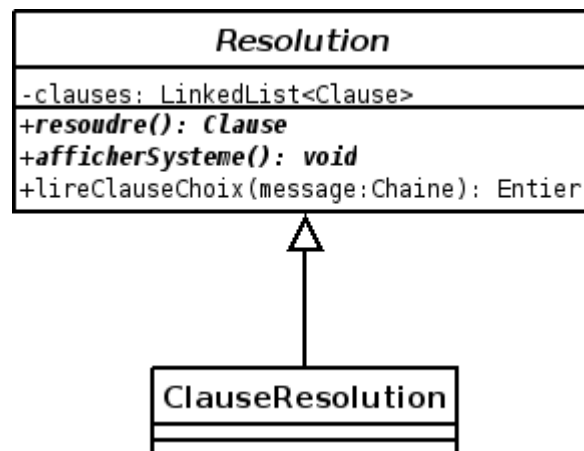 Resolution
-clauses: LinkedList<Clause>
+resoudre(): Clause
+afficherSysteme(): void
+lireClauseChoix(message:Chaine): Entier
ClauseResolution